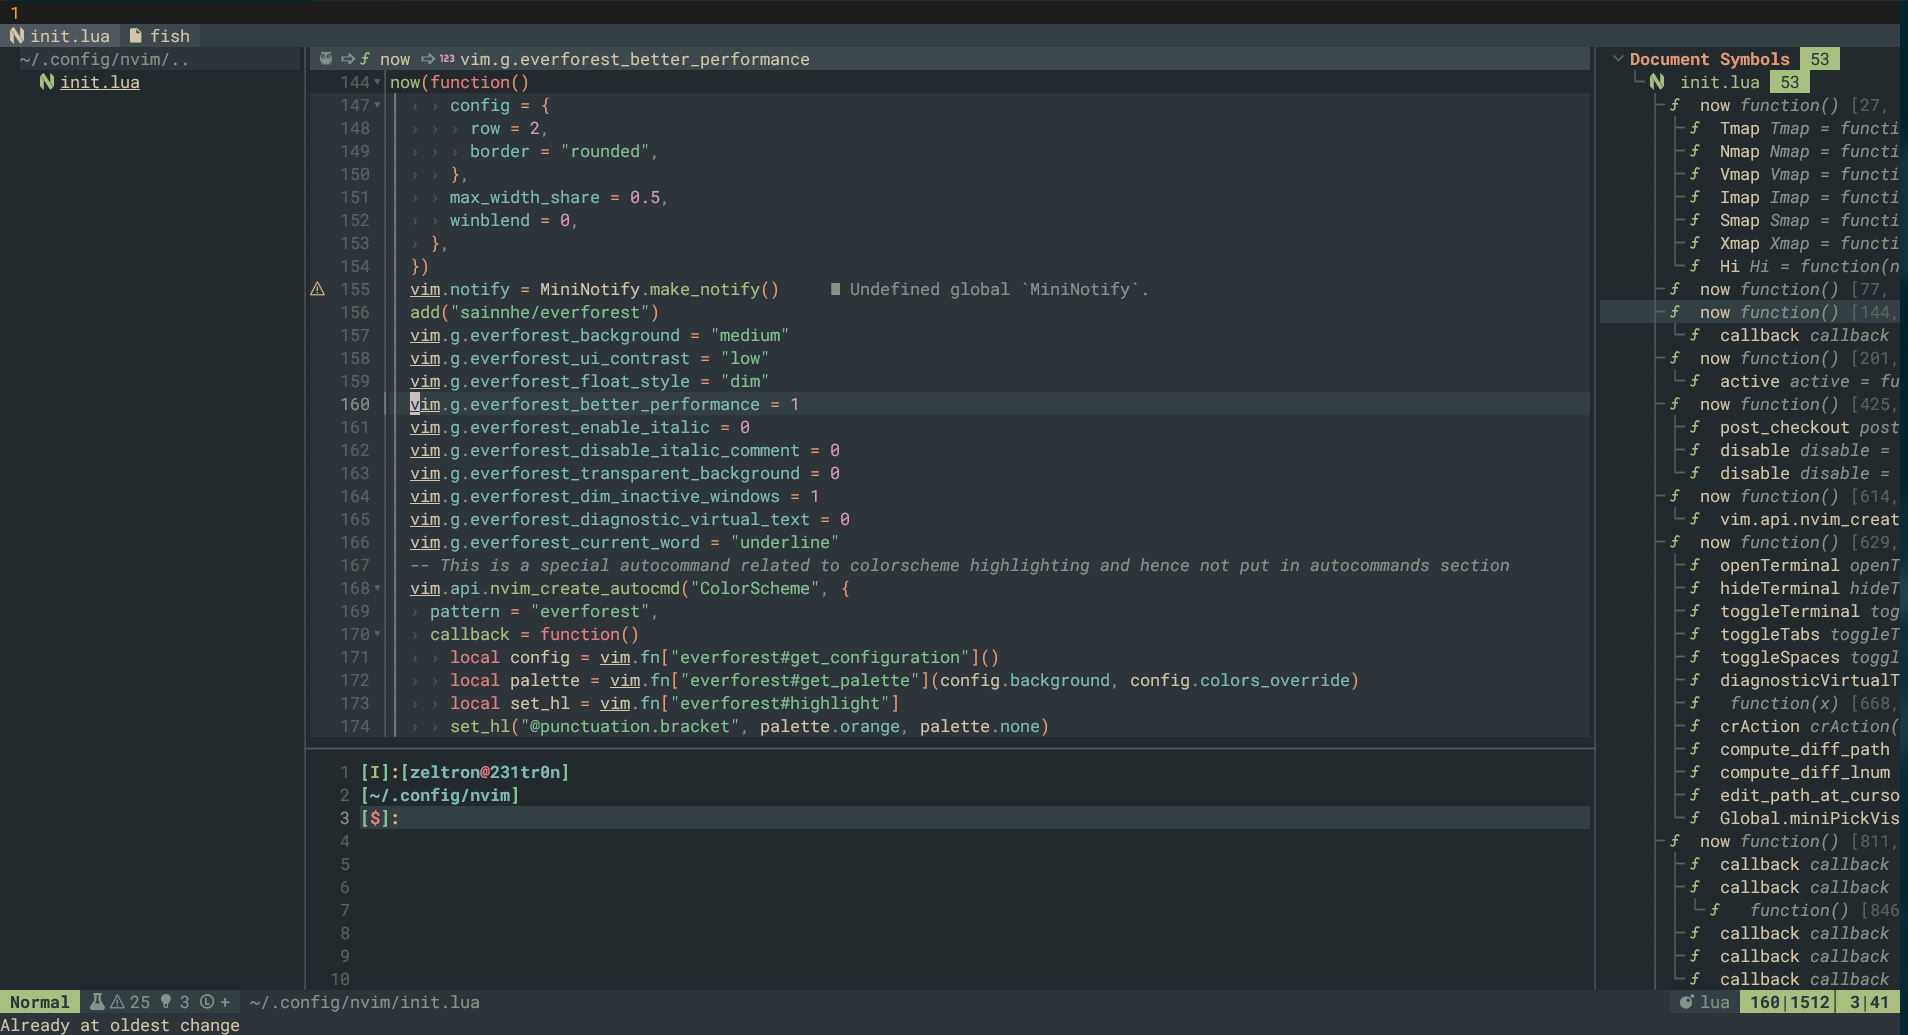 1
init.lua fish
~/.config/nvim/..
init.lua
now 123 vim.g.everforest_better_performance
144 now(function()
147 config = {
148 row = 2,
149 border = "rounded",
150 },
151 max_width_share = 0.5,
152 winblend = 0,
153 },
154 })
155 vim.notify = MiniNotify.make_notify() Undefined global `MiniNotify`.
156 add("sainnhe/everforest")
157 vim.g.everforest_background = "medium"
158 vim.g.everforest_ui_contrast = "low"
159 vim.g.everforest_float_style = "dim"
160 vim.g.everforest_better_performance = 1
161 vim.g.everforest_enable_italic = 0
162 vim.g.everforest_disable_italic_comment = 0
163 vim.g.everforest_transparent_background = 0
164 vim.g.everforest_dim_inactive_windows = 1
165 vim.g.everforest_diagnostic_virtual_text = 0
166 vim.g.everforest_current_word = "underline"
167 -- This is a special autocommand related to colorscheme highlighting and hence not put in autocommands section
168 vim.api.nvim_create_autocmd("ColorScheme", {
169 pattern = "everforest",
170 callback = function()
171 local config = vim.fn["everforest#get_configuration"]()
172 local palette = vim.fn["everforest#get_palette"](config.background, config.colors_override)
173 local set_hl = vim.fn["everforest#highlight"]
174 set_hl("@punctuation.bracket", palette.orange, palette.none)
1 [I]:[zeltron@231tr0n]
2 [~/.config/nvim]
3 [$]:
4
5
6
7
8
9
10
Document Symbols 53
init.lua 53
now function() [27,
Tmap Tmap = functi
Nmap Nmap = functi
Vmap Vmap = functi
Imap Imap = functi
Smap Smap = functi
Xmap Xmap = functi
Hi Hi = function(n
now function() [77,
now function() [144,
callback callback
now function() [201,
active active = fu
now function() [425,
post_checkout post
disable disable =
disable disable =
now function() [614,
vim.api.nvim_creat
now function() [629,
openTerminal openT
hideTerminal hideT
toggleTerminal tog
toggleTabs toggleT
toggleSpaces toggl
diagnosticVirtualT
function(x) [668,
crAction crAction(
compute_diff_path
compute_diff_lnum
edit_path_at_curso
Global.miniPickVis
now function() [811,
callback callback
callback callback
function() [846
callback callback
callback callback
callback callback
Normal 25 3 + ~/.config/nvim/init.lua lua 160|1512 3|41
Already at oldest change